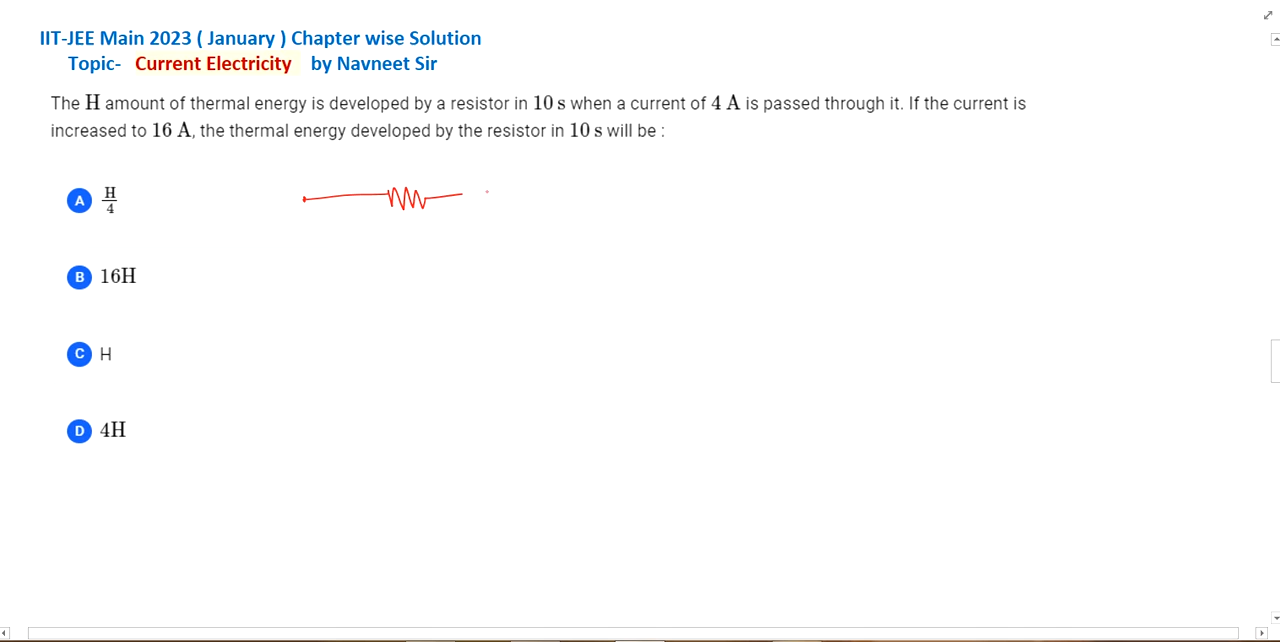 IIT-JEE Main 2023 ( January ) Chapter wise Solution
Topic- Current Electricity by Navneet Sir
The H amount of thermal energy is developed by a resistor in 10 s when a current of 4 A is passed through it. If the current is
increased to 16 A, the thermal energy developed by the resistor in 10 s will be :
A H/4
B 16H
C H
D 4H